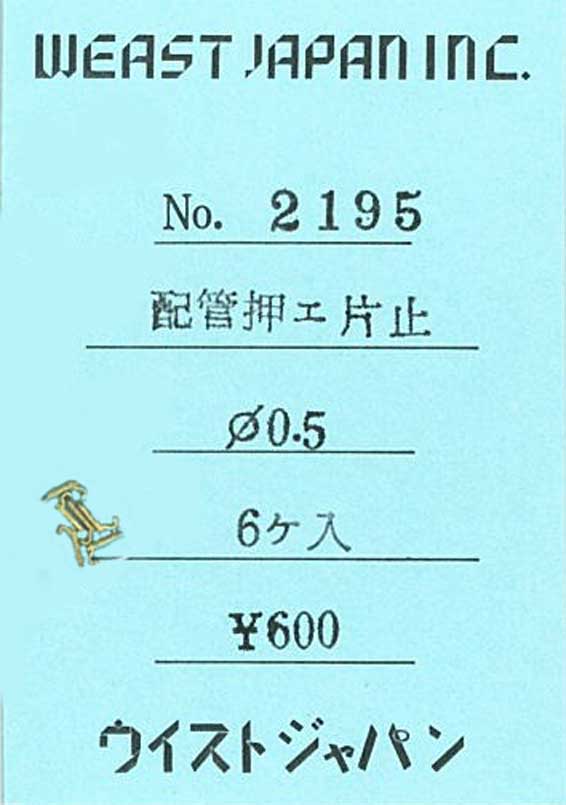 WEAST JAPAN INC.
No. 2195
配管押エ片止
⌀0.5
6ケ入
¥600
ウイストジャパン